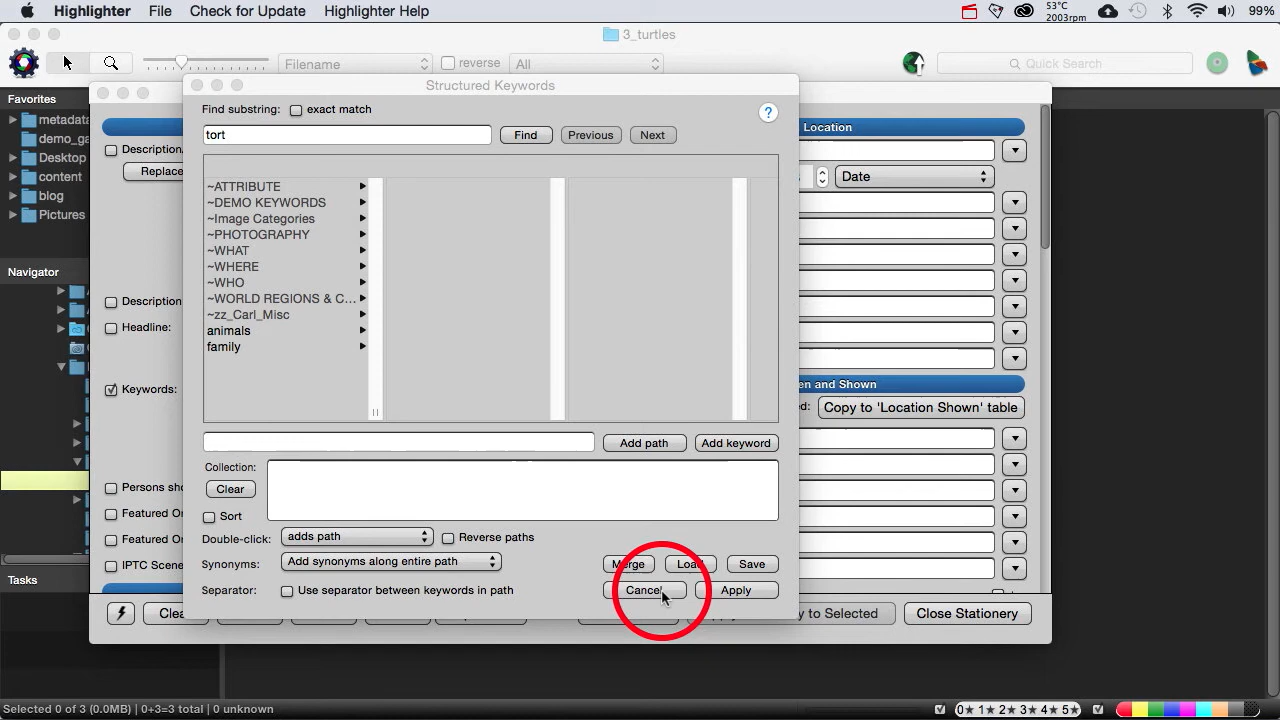 Highlighter File Check for Update Highlighter Help 53°C 2003rpm 99%
3_turtles
Filename reverse All Quick Search
Favorites
metadata
demo_ga
Desktop
content
blog
Pictures
Navigator
Tasks
Structured Keywords
Find substring: exact match ?
tort Find Previous Next
~ATTRIBUTE
~DEMO KEYWORDS
~Image Categories
~PHOTOGRAPHY
~WHAT
~WHERE
~WHO
~WORLD REGIONS & C...
~zz_Carl_Misc
animals
family
Add path Add keyword
Collection:
Clear
Sort
Double-click: adds path Reverse paths
Synonyms: Add synonyms along entire path Merge Load Save
Separator: Use separator between keywords in path Cancel Apply
Description/
Replace
Description
Headline:
Keywords:
Persons sho
Featured Or
Featured Or
IPTC Scene
Location
Date
en and Shown
d: Copy to 'Location Shown' table
Clea y to Selected Close Stationery
Selected 0 of 3 (0.0MB) | 0+3=3 total | 0 unknown 0★ 1★ 2★ 3★ 4★ 5★